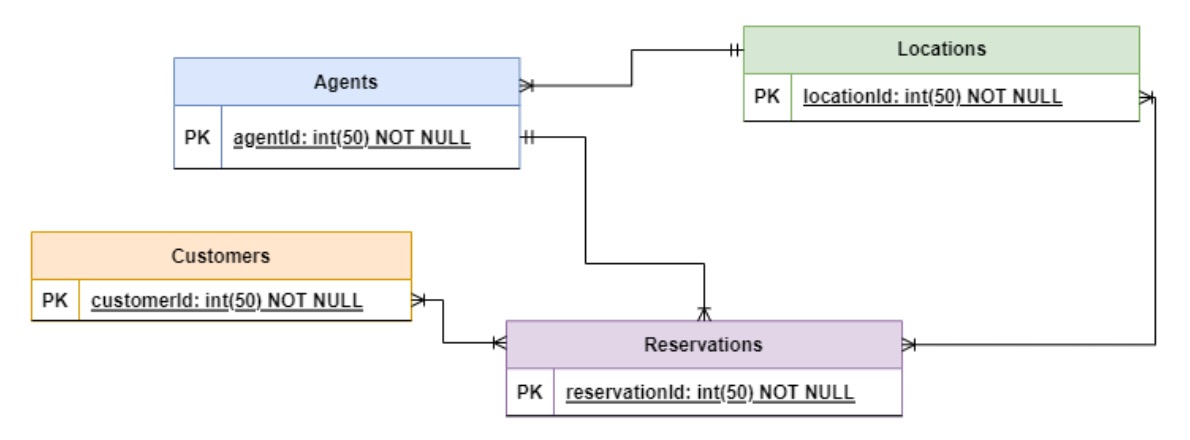 Locations
PK locationId: int(50) NOT NULL
Agents
PK agentId: int(50) NOT NULL
Customers
PK customerId: int(50) NOT NULL
Reservations
PK reservationId: int(50) NOT NULL